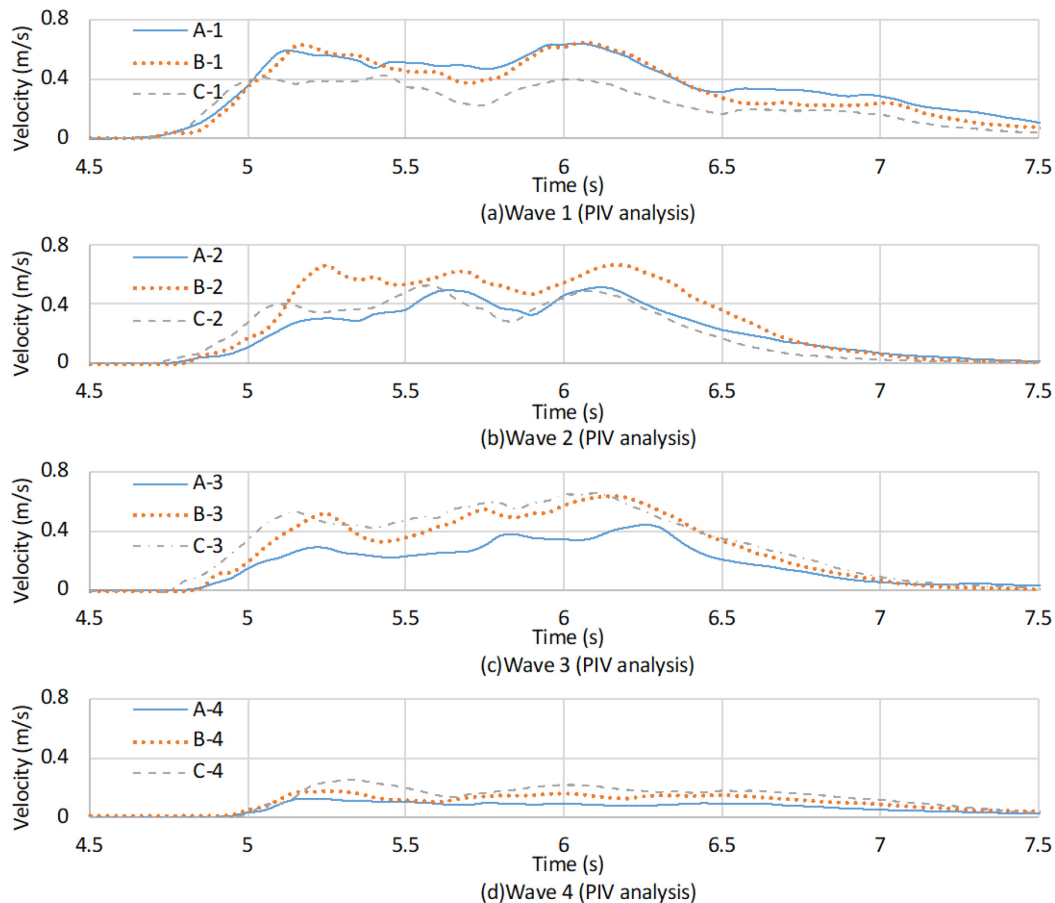 Velocity (m/s)
0.8
0.4
0
A-1
B-1
C-1
4.5 5 5.5 6 6.5 7 7.5
Time (s)
(a)Wave 1 (PIV analysis)
Velocity (m/s)
0.8
0.4
0
A-2
B-2
C-2
4.5 5 5.5 6 6.5 7 7.5
Time (s)
(b)Wave 2 (PIV analysis)
Velocity (m/s)
0.8
0.4
0
A-3
B-3
C-3
4.5 5 5.5 6 6.5 7 7.5
Time (s)
(c)Wave 3 (PIV analysis)
Velocity (m/s)
0.8
0.4
0
A-4
B-4
C-4
4.5 5 5.5 6 6.5 7 7.5
Time (s)
(d)Wave 4 (PIV analysis)